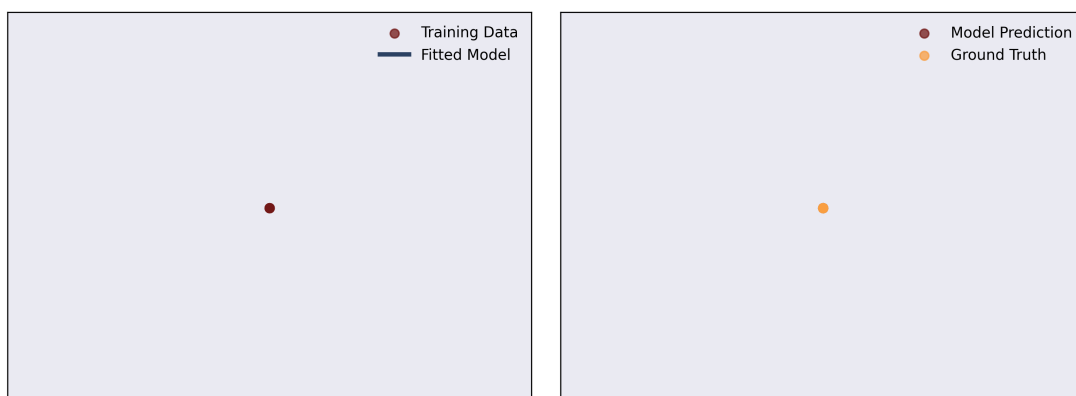 Training Data
Fitted Model
Model Prediction
Ground Truth